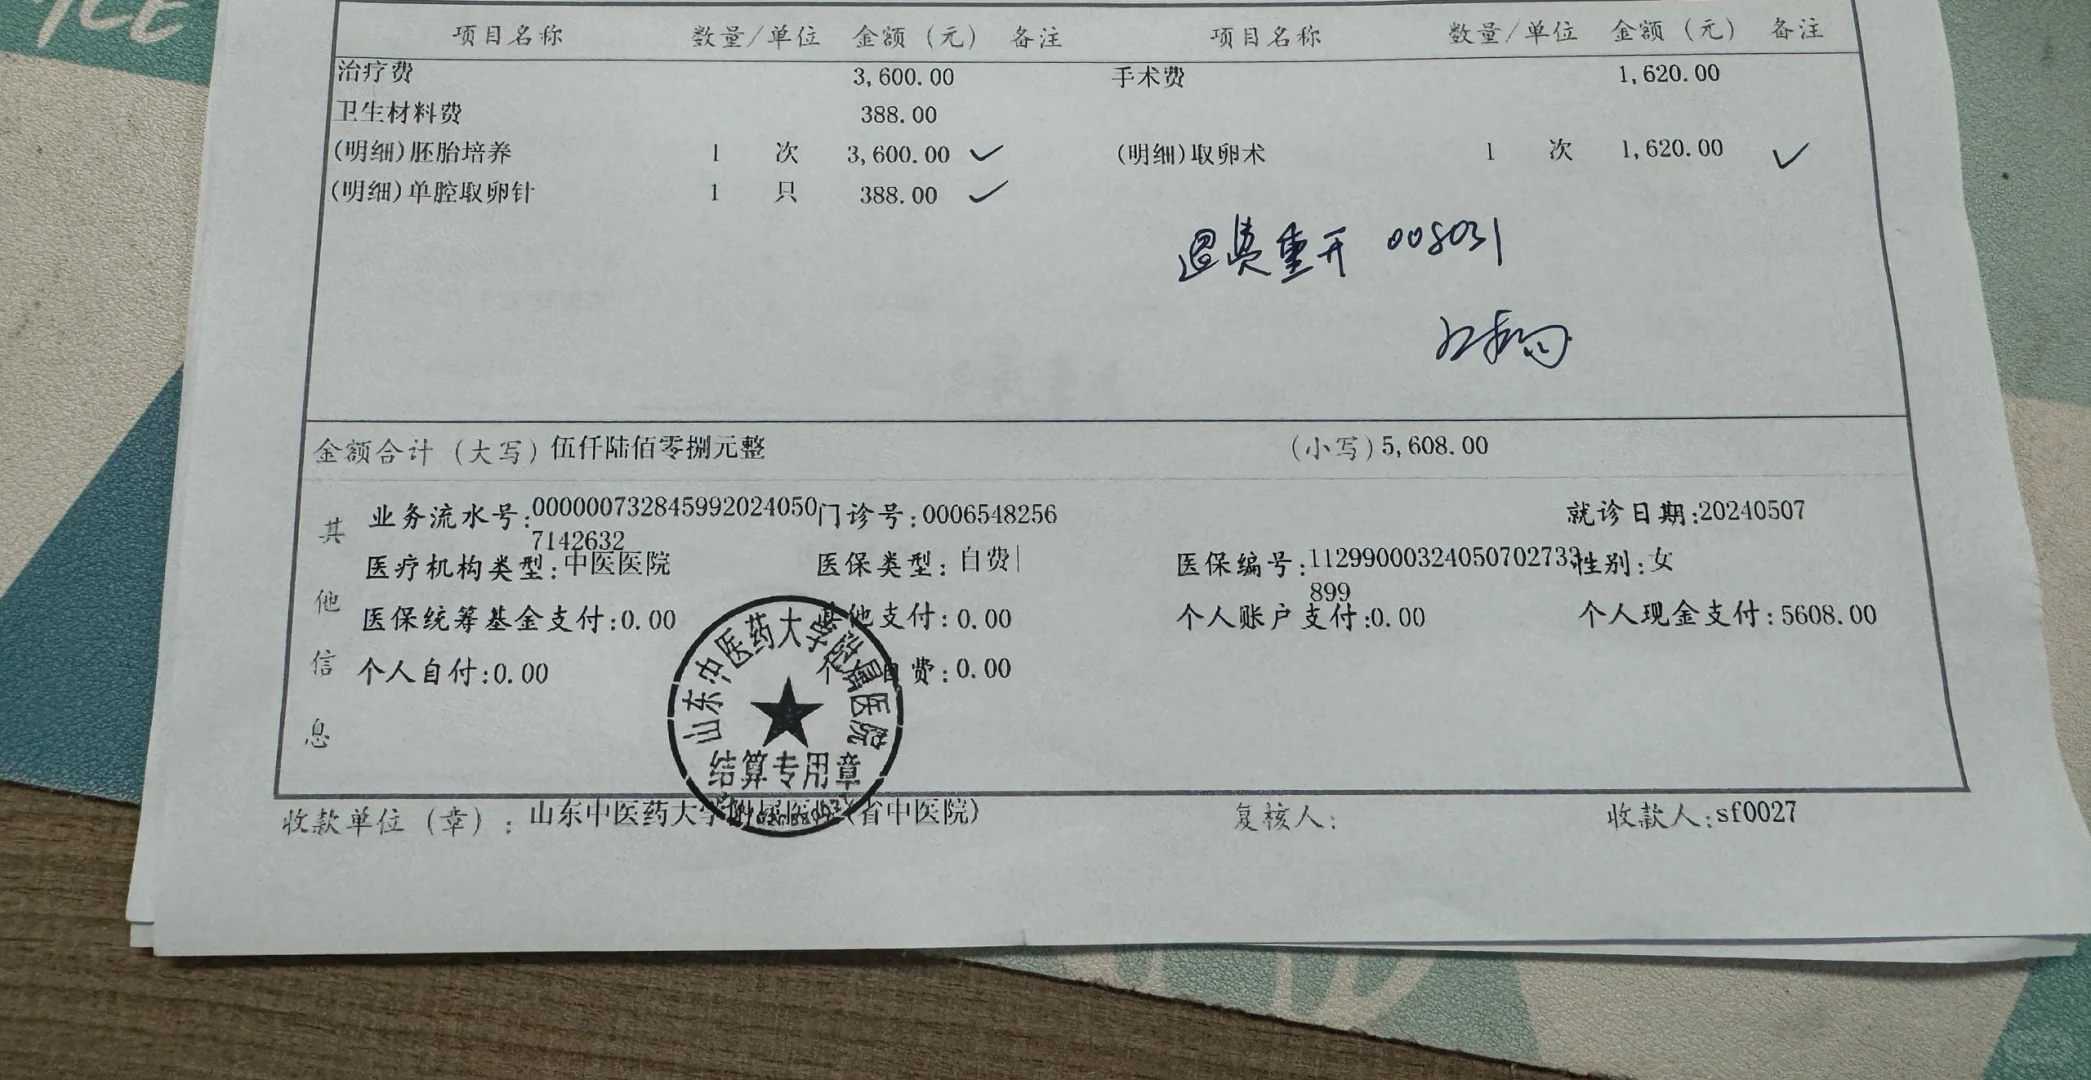 项目名称 数量/单位 金额（元） 备注 项目名称 数量/单位 金额（元） 备注
治疗费 3,600.00 手术费 1,620.00
卫生材料费 388.00
(明细)胚胎培养 1 次 3,600.00 ✓ (明细)取卵术 1 次 1,620.00 ✓
(明细)单腔取卵针 1 只 388.00 ✓
退费重开 008031
金额合计（大写）伍仟陆佰零捌元整 (小写)5,608.00
其他信息
业务流水号:000000732845992024050 门诊号:0006548256 就诊日期:20240507
7142632
医疗机构类型:中医医院 医保类型:自费 医保编号:11299000324050702733 性别:女
899
医保统筹基金支付:0.00 其他支付:0.00 个人账户支付:0.00 个人现金支付:5608.00
个人自付:0.00 个人自费:0.00
山东中医药大学附属医院
结算专用章
收款单位（章）:山东中医药大学附属医院(省中医院) 复核人: 收款人:sf0027